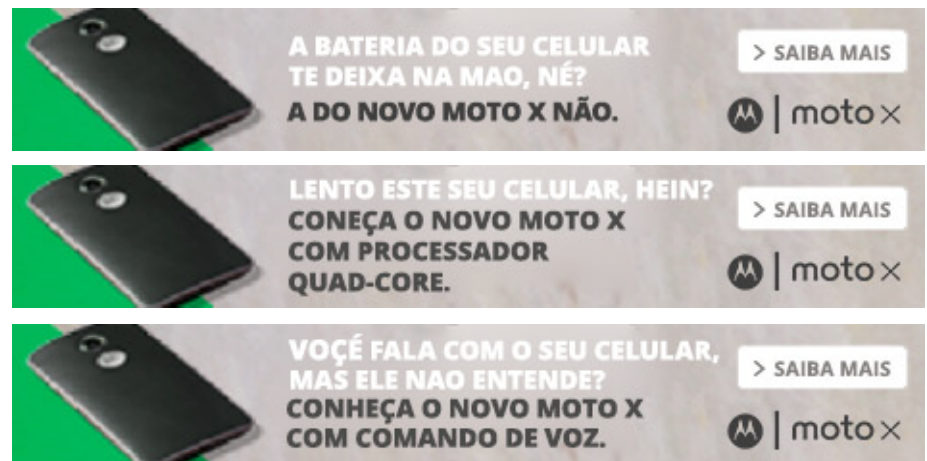 A BATERIA DO SEU CELULAR
TE DEIXA NA MAO, NÉ?
A DO NOVO MOTO X NÃO.
> SAIBA MAIS
moto x
LENTO ESTE SEU CELULAR, HEIN?
CONEÇA O NOVO MOTO X
COM PROCESSADOR
QUAD-CORE.
> SAIBA MAIS
moto x
VOÇÉ FALA COM O SEU CELULAR,
MAS ELE NAO ENTENDE?
CONHEÇA O NOVO MOTO X
COM COMANDO DE VOZ.
> SAIBA MAIS
moto x